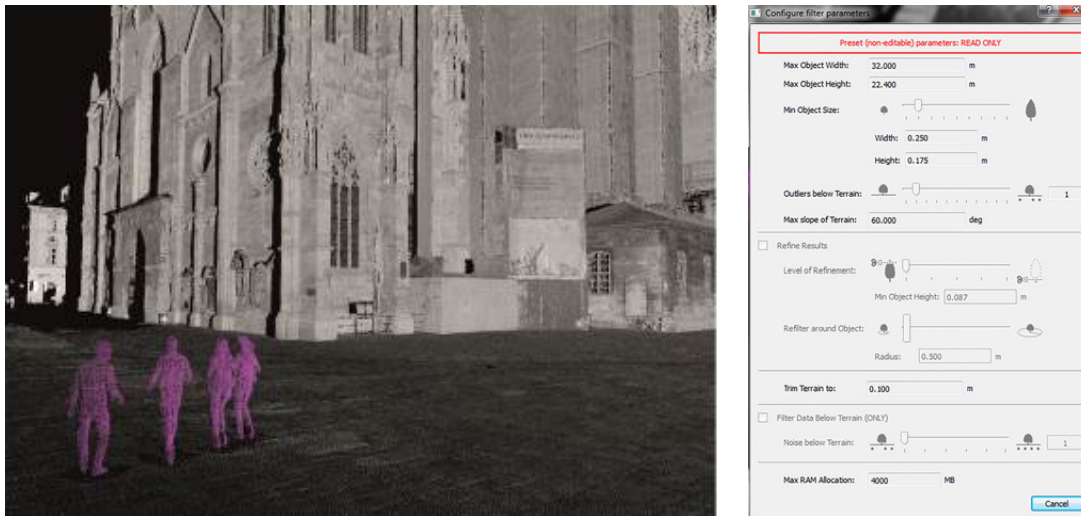 Configure filter parameters
Preset (non-editable) parameters: READ ONLY
Max Object Width: 32.000 m
Max Object Height: 22.400 m
Min Object Size:
Width: 0.250 m
Height: 0.175 m
Outliers below Terrain: 1
Max slope of Terrain: 60.000 deg
Refine Results
Level of Refinement:
Min Object Height: 0.087 m
Refilter around Object:
Radius: 0.500 m
Trim Terrain to: 0.100 m
Filter Data Below Terrain (ONLY)
Noise below Terrain: 1
Max RAM Allocation: 4000 MB
Cancel